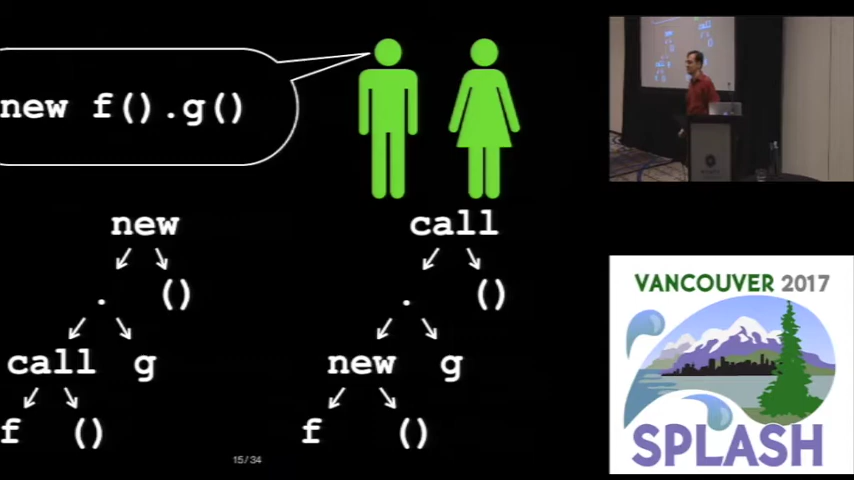 new f().g()
new
call
. ()
. ()
call g
new g
f ()
f ()
15/34
VANCOUVER 2017
SPLASH